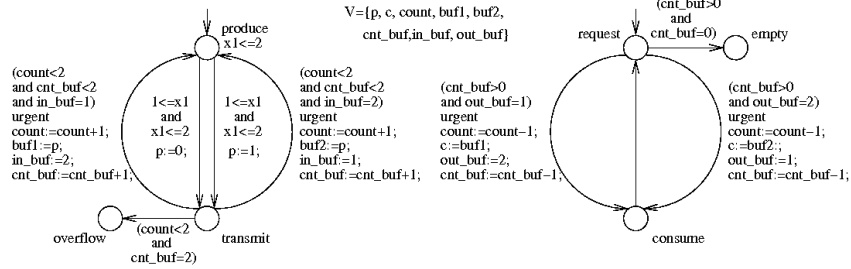 produce
x1<=2
V={p, c, count, buf1, buf2,
cnt_buf,in_buf, out_buf}
(count<2
and cnt_buf<2
and in_buf=1)
urgent
count:=count+1;
buf1:=p;
in_buf:=2;
cnt_buf:=cnt_buf+1;
1<=x1
and
x1<=2
p:=0;
1<=x1
and
x1<=2
p:=1;
(count<2
and cnt_buf<2
and in_buf=2)
urgent
count:=count+1;
buf2:=p;
in_buf:=1;
cnt_buf:=cnt_buf+1;
overflow
(count<2
and
cnt_buf=2)
transmit
request
(cnt_buf>0
and
cnt_buf=0)
empty
(cnt_buf>0
and out_buf=1)
urgent
count:=count-1;
c:=buf1;
out_buf:=2;
cnt_buf:=cnt_buf-1;
(cnt_buf>0
and out_buf=2)
urgent
count:=count-1;
c:=buf2:;
out_buf:=1;
cnt_buf:=cnt_buf-1;
consume